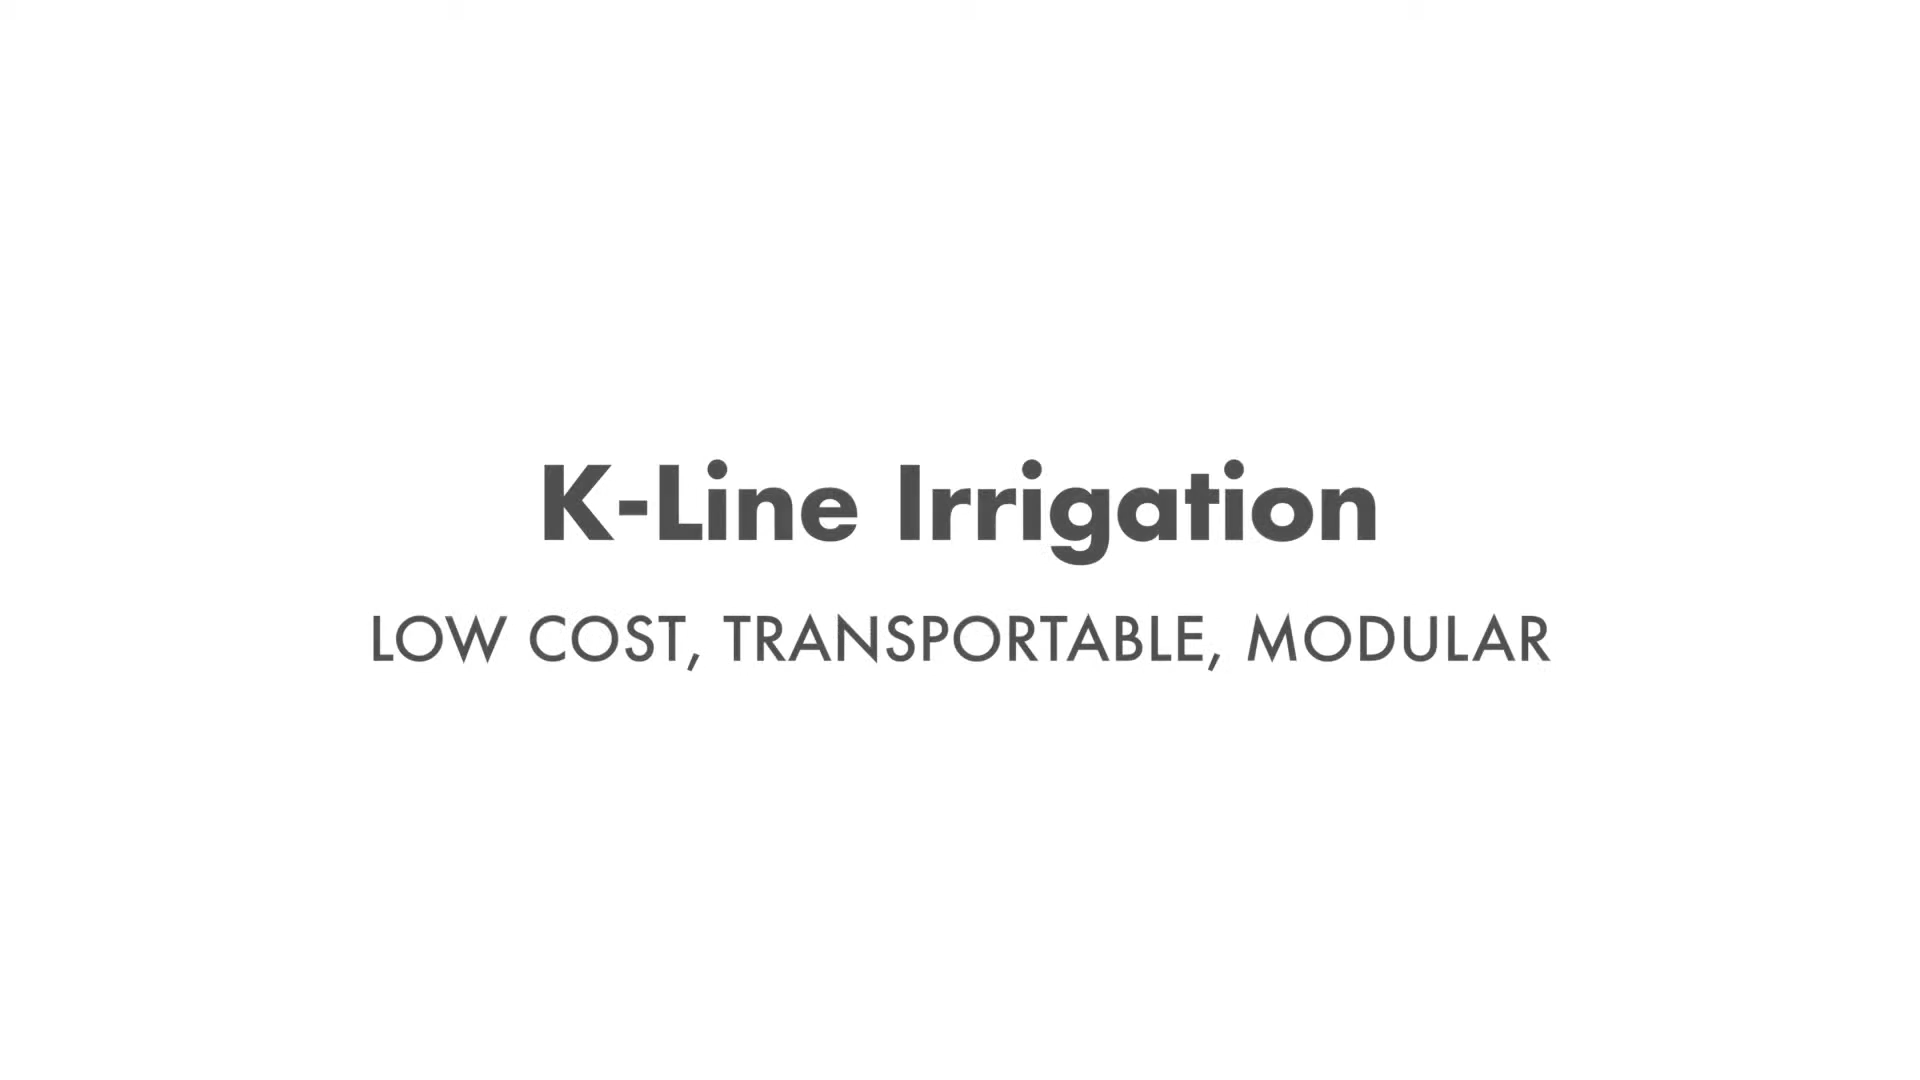 K-Line Irrigation
LOW COST, TRANSPORTABLE, MODULAR